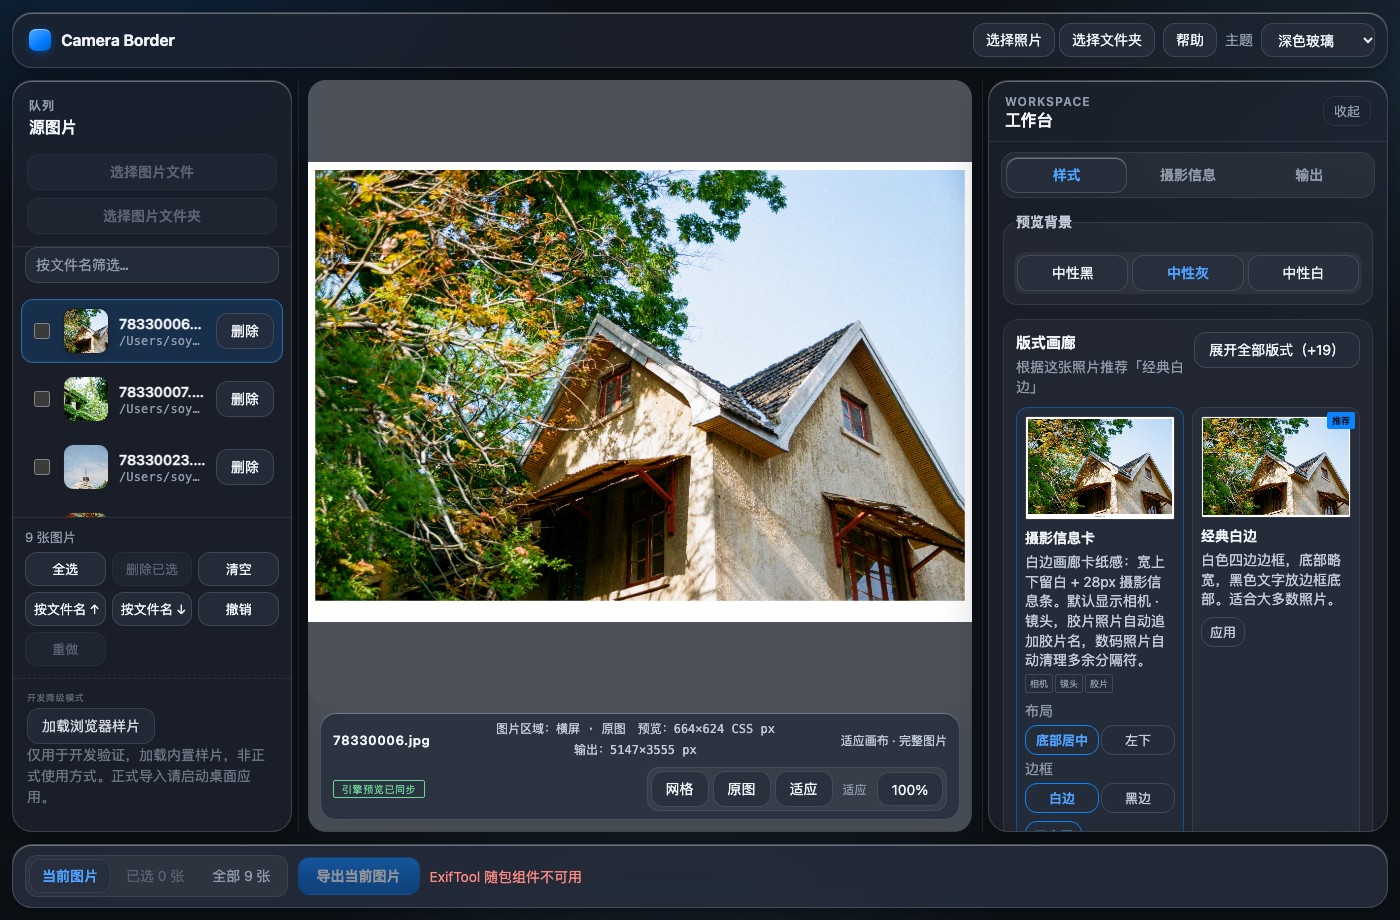 Camera Border
选择照片
选择文件夹
帮助
主题
深色玻璃
队列
源图片
选择图片文件
选择图片文件夹
按文件名筛选…
78330006...
/Users/soy…
删除
78330007....
/Users/soy…
删除
78330023....
/Users/soy…
删除
9 张图片
全选
删除已选
清空
按文件名 ↑
按文件名 ↓
撤销
重做
开发降级模式
加载浏览器样片
仅用于开发验证，加载内置样片，非正
式使用方式。正式导入请启动桌面应
用。
78330006.jpg
图片区域: 横屏 · 原图 预览: 664×624 CSS px
输出: 5147×3555 px
适应画布 · 完整图片
引擎预览已同步
网格
原图
适应
适应
100%
WORKSPACE
工作台
收起
样式
摄影信息
输出
预览背景
中性黑
中性灰
中性白
版式画廊
根据这张照片推荐「经典白
边」
展开全部版式（+19）
摄影信息卡
白边画廊卡纸感：宽上
下留白 + 28px 摄影信
息条。默认显示相机 ·
镜头，胶片照片自动追
加胶片名，数码照片自
动清理多余分隔符。
相机
镜头
胶片
布局
底部居中
左下
边框
白边
黑边
推荐
经典白边
白色四边边框，底部略
宽，黑色文字放边框底
部。适合大多数照片。
应用
当前图片
已选 0 张
全部 9 张
导出当前图片
ExifTool 随包组件不可用